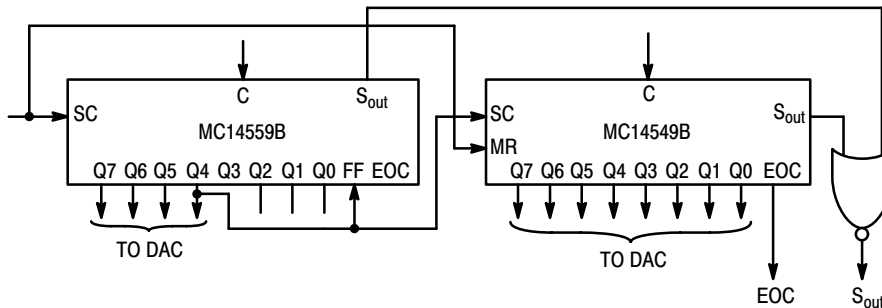 C
S_out
SC
MC14559B
Q7 Q6 Q5 Q4 Q3 Q2 Q1 Q0 FF EOC
TO DAC
C
SC
S_out
MC14549B
MR
Q7 Q6 Q5 Q4 Q3 Q2 Q1 Q0 EOC
TO DAC
EOC
S_out